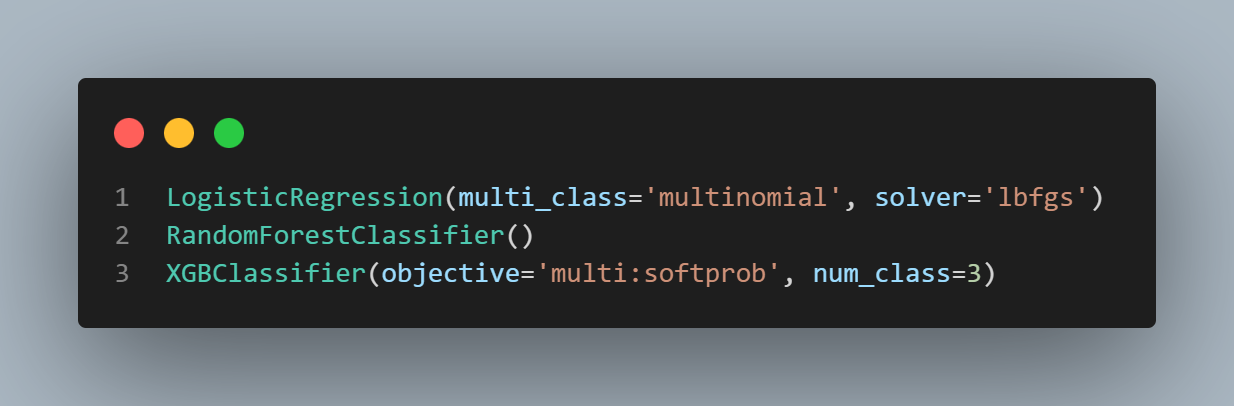 1 LogisticRegression(multi_class='multinomial', solver='lbfgs')
2 RandomForestClassifier()
3 XGBClassifier(objective='multi:softprob', num_class=3)